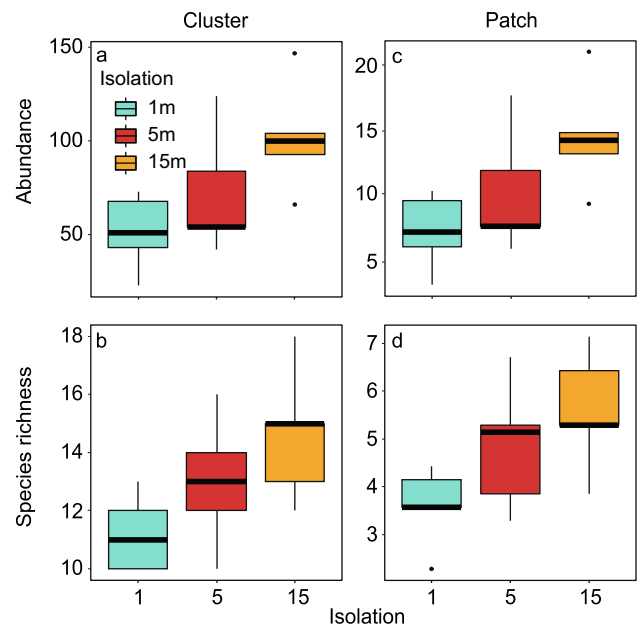 Cluster
Patch
Abundance
150
100
50
a
Isolation
1m
5m
15m
20
15
10
5
c
Species richness
18
16
14
12
10
b
7
6
5
4
3
d
1 5 15
1 5 15
Isolation